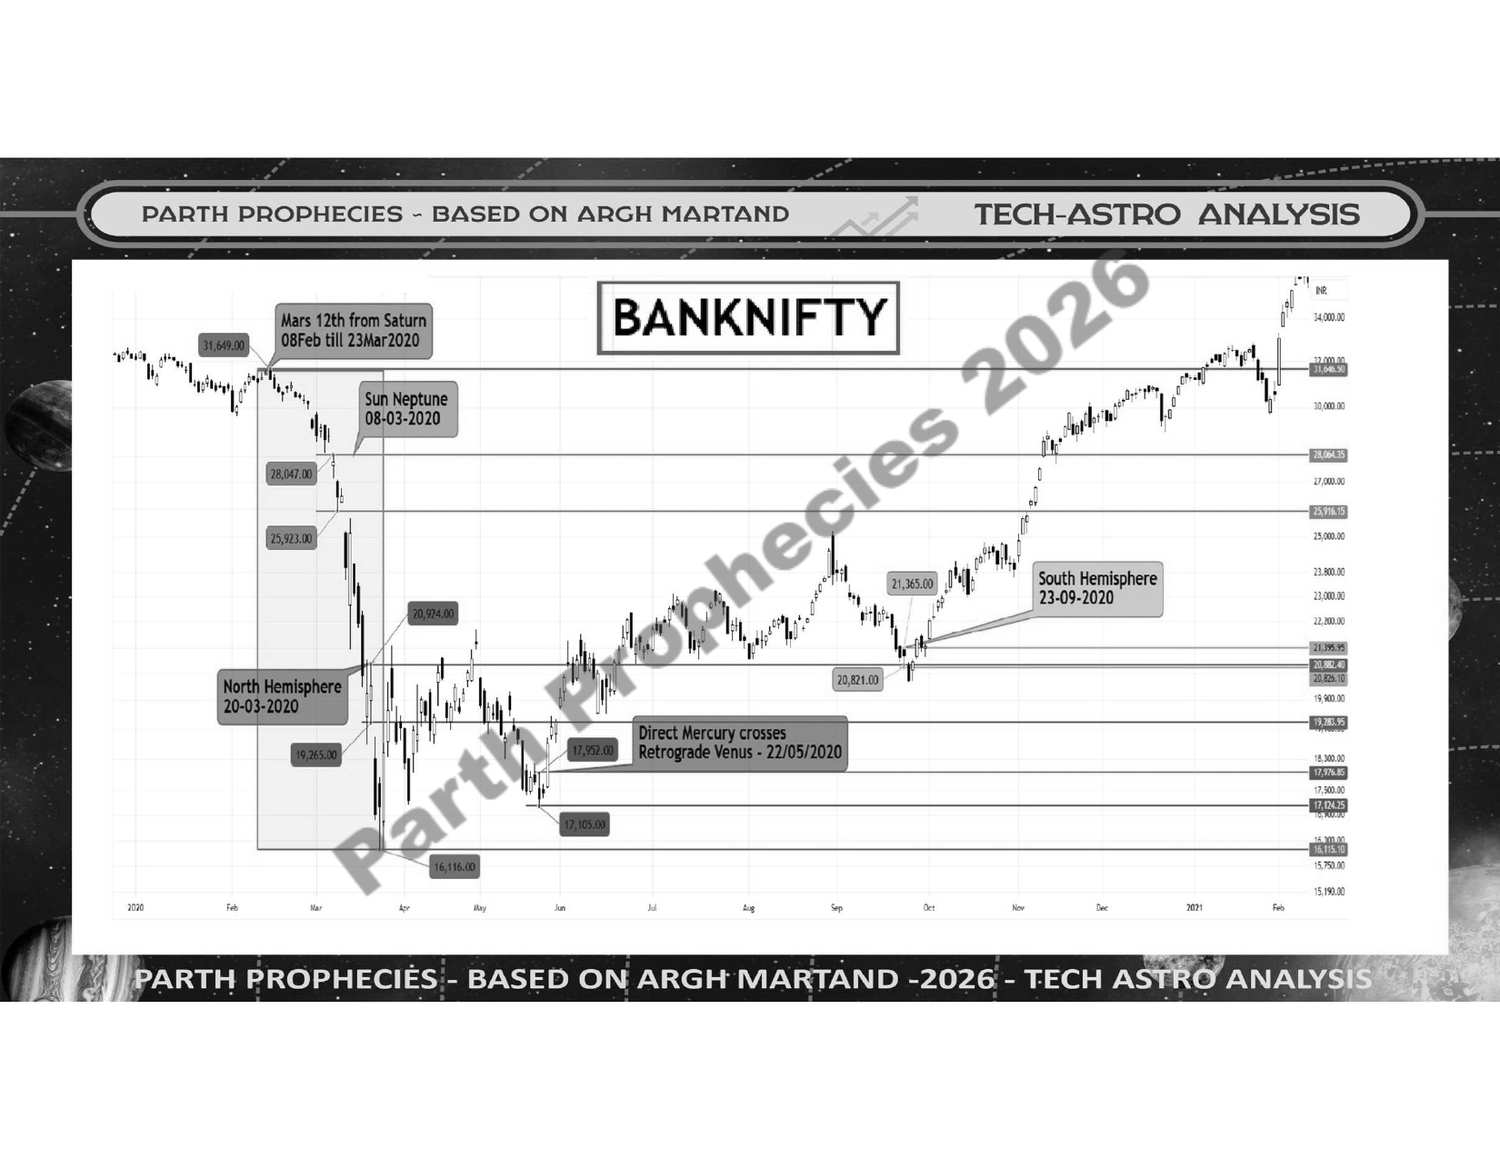 PARTH PROPHECIES ~ BASED ON ARGH MARTAND
TECH-ASTRO ANALYSIS
BANKNIFTY
Parth Prophecies 2026
INR
Mars 12th from Saturn
08Feb till 23Mar2020
31,649.00
Sun Neptune
08-03-2020
28,047.00
25,923.00
20,924.00
North Hemisphere
20-03-2020
19,265.00
16,116.00
17,952.00
17,105.00
Direct Mercury crosses
Retrograde Venus - 22/05/2020
21,365.00
20,821.00
South Hemisphere
23-09-2020
34,000.00
31,646.50
28,064.35
27,000.00
25,916.15
25,000.00
23,800.00
23,000.00
22,200.00
21,395.95
20,882.40
20,826.10
19,900.00
19,283.95
18,300.00
17,976.85
17,500.00
17,124.25
16,115.10
15,750.00
15,190.00
2020 Feb Mar Apr May Jun Jul Aug Sep Oct Nov Dec 2021 Feb
PARTH PROPHECIES - BASED ON ARGH MARTAND -2026 - TECH ASTRO ANALYSIS